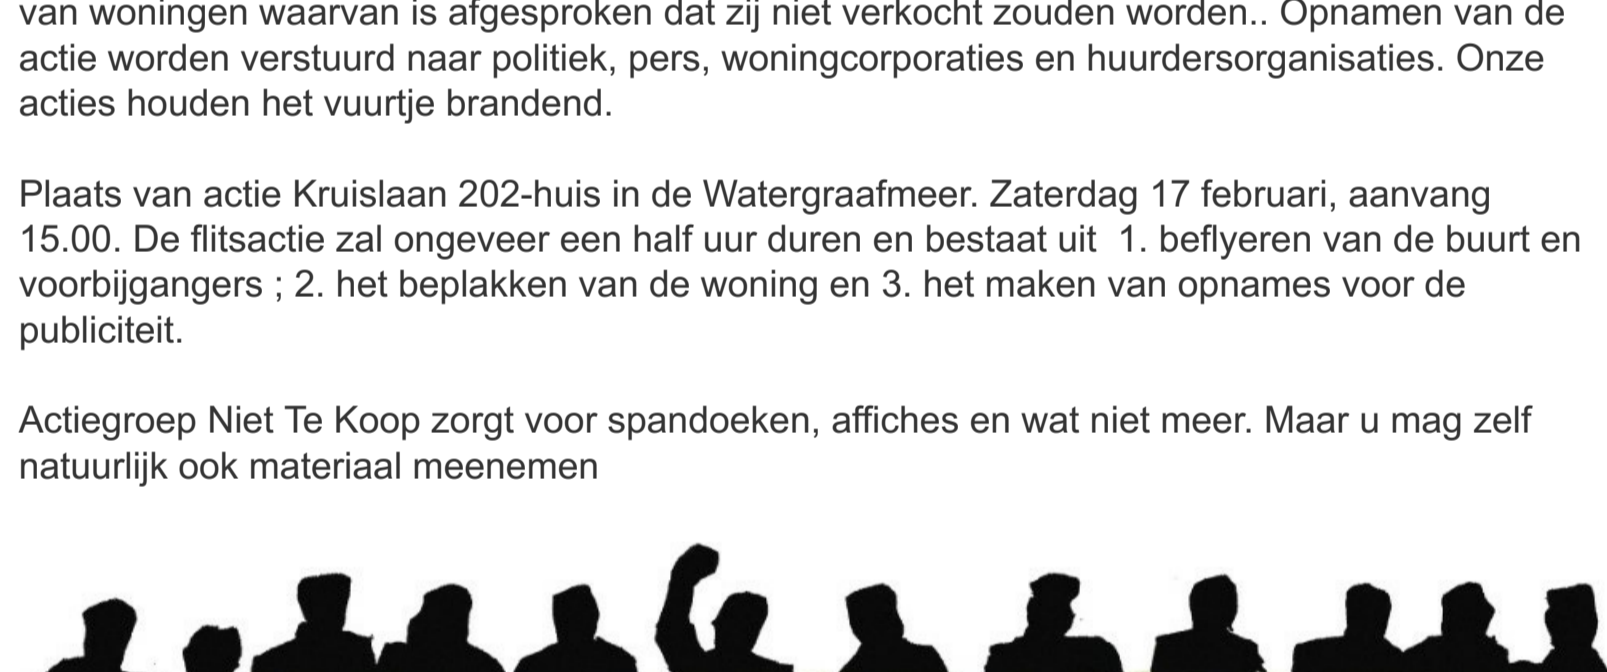 van woningen waarvan is afgesproken dat zij niet verkocht zouden worden.. Opnamen van de
actie worden verstuurd naar politiek, pers, woningcorporaties en huurdersorganisaties. Onze
acties houden het vuurtje brandend.
Plaats van actie Kruislaan 202-huis in de Watergraafmeer. Zaterdag 17 februari, aanvang
15.00. De flitsactie zal ongeveer een half uur duren en bestaat uit  1. beflyeren van de buurt en
voorbijgangers ; 2. het beplakken van de woning en 3. het maken van opnames voor de
publiciteit.
Actiegroep Niet Te Koop zorgt voor spandoeken, affiches en wat niet meer. Maar u mag zelf
natuurlijk ook materiaal meenemen